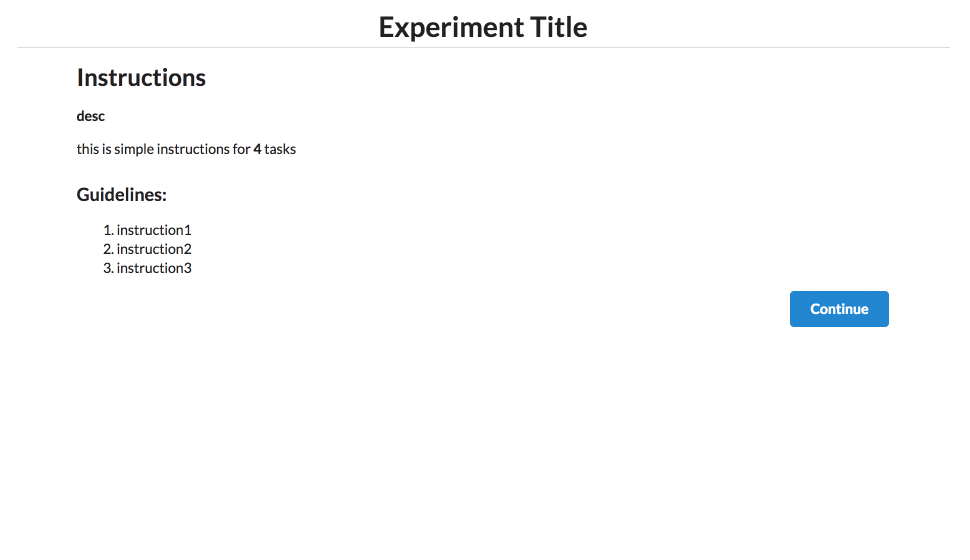 Experiment Title
Instructions
desc
this is simple instructions for 4 tasks
Guidelines:
1. instruction1
2. instruction2
3. instruction3
Continue